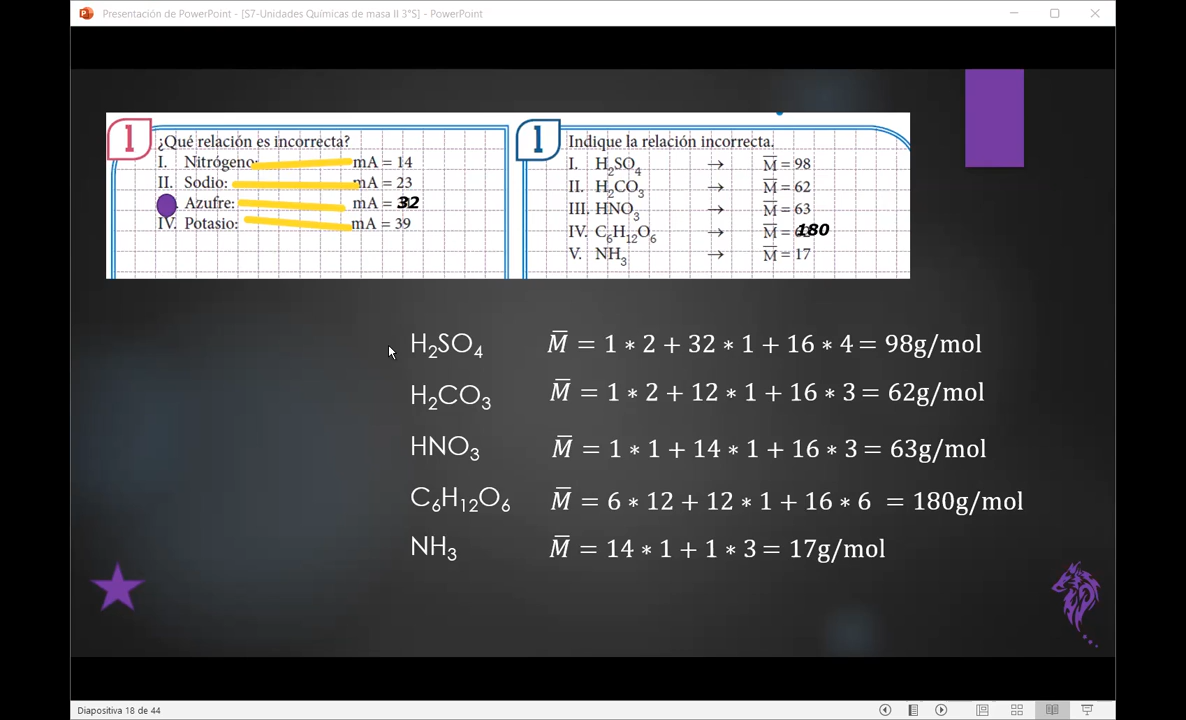 Presentación de PowerPoint - [S7-Unidades Químicas de masa II 3°S] - PowerPoint
1
¿Qué relación es incorrecta?
I. Nitrógeno: mA = 14
II. Sodio: mA = 23
Azufre: mA = 32
IV. Potasio: mA = 39
1
Indique la relación incorrecta.
I. H₂SO₄ → M̅ = 98
II. H₂CO₃ → M̅ = 62
III. HNO₃ → M̅ = 63
IV. C₆H₁₂O₆ → M̅ = 180
V. NH₃ → M̅ = 17
H₂SO₄ M̅ = 1 * 2 + 32 * 1 + 16 * 4 = 98g/mol
H₂CO₃ M̅ = 1 * 2 + 12 * 1 + 16 * 3 = 62g/mol
HNO₃ M̅ = 1 * 1 + 14 * 1 + 16 * 3 = 63g/mol
C₆H₁₂O₆ M̅ = 6 * 12 + 12 * 1 + 16 * 6 = 180g/mol
NH₃ M̅ = 14 * 1 + 1 * 3 = 17g/mol
Diapositiva 18 de 44